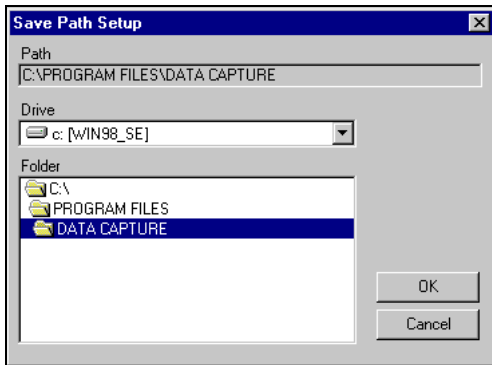 Save Path Setup
Path
C:\PROGRAM FILES\DATA CAPTURE
Drive
c: [WIN98_SE]
Folder
C:\
PROGRAM FILES
DATA CAPTURE
OK
Cancel